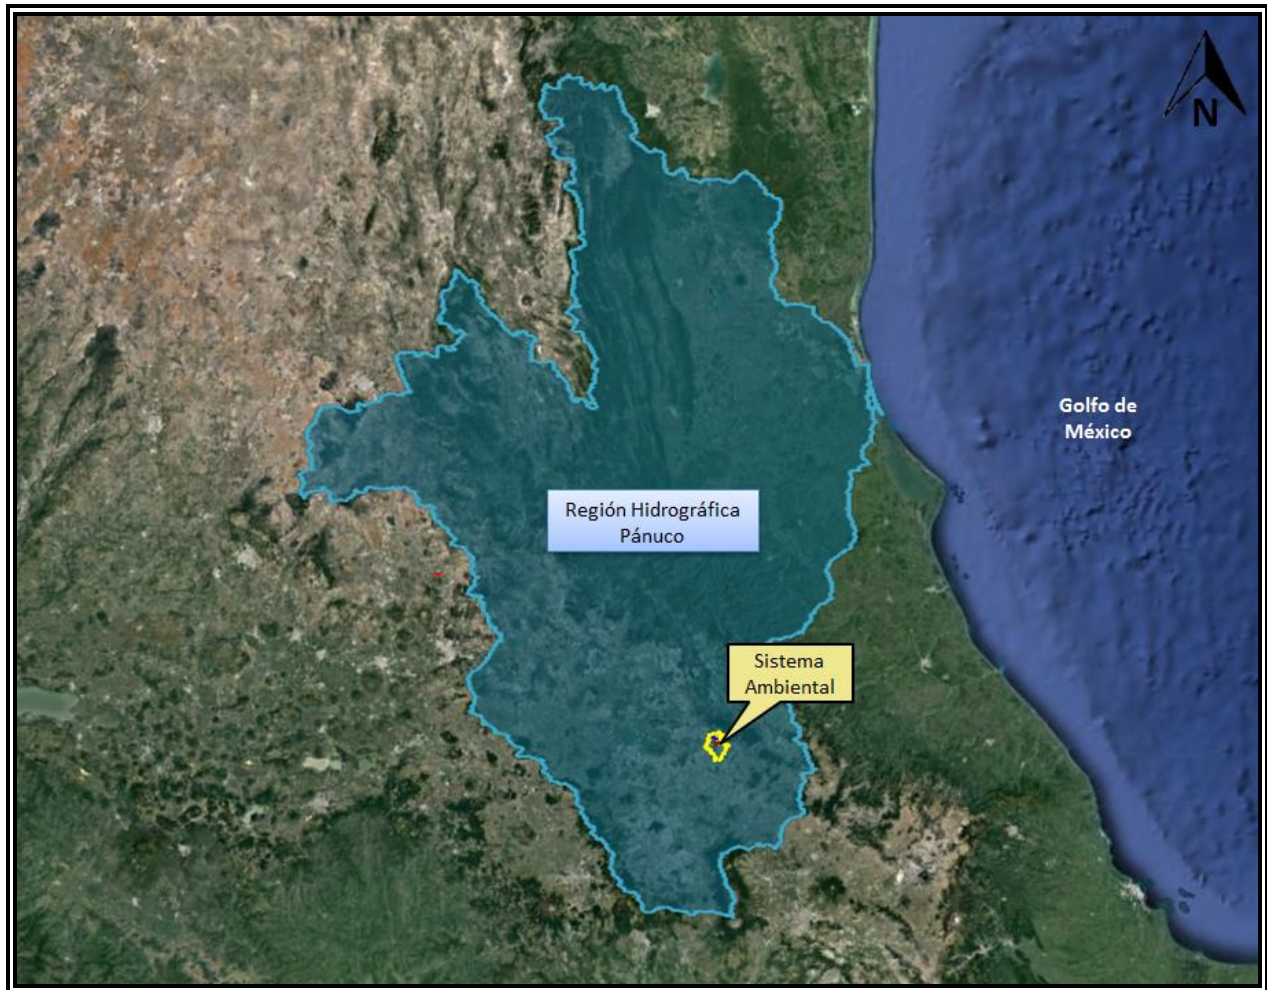 N
Golfo de
México
Región Hidrográfica
Pánuco
Sistema
Ambiental